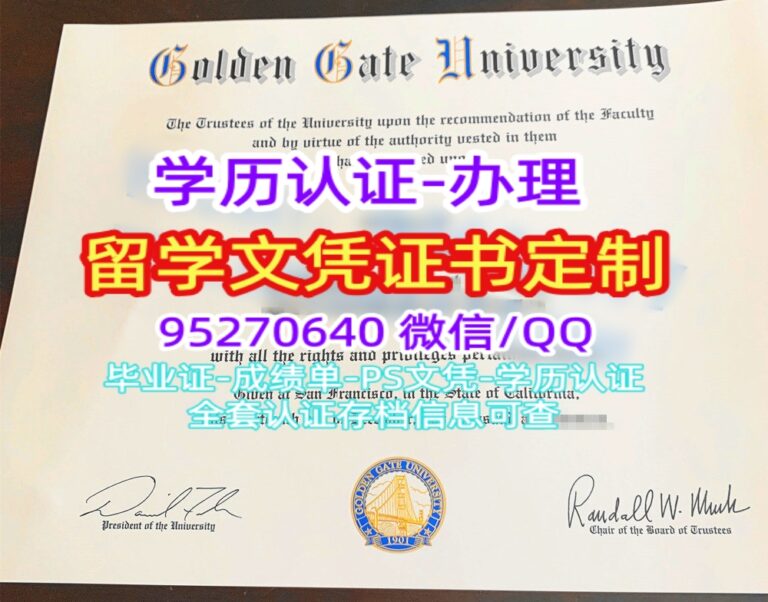 Golden Gate University
The Trustees of the University upon the recommendation of the Faculty
and by virtue of the authority vested in them
学历认证-办理
留学文凭证书定制
95270640 微信/QQ
with all the rights and privileges
毕业证-成绩单-PS文凭-学历认证
Given at San Francisco, in the State of California,
全套认证存档信息可查
GOLDEN GATE UNIVERSITY
1901
President of the University
Randall W.
Chair of the Board of Trustees